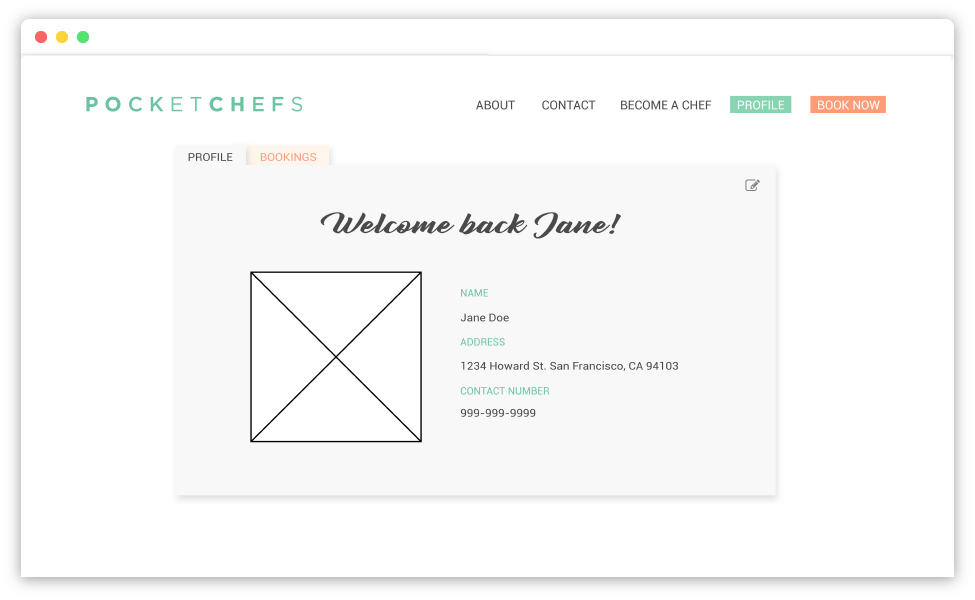 POCKETCHEFS
ABOUT CONTACT BECOME A CHEF PROFILE BOOK NOW
PROFILE BOOKINGS
Welcome back Jane!
NAME
Jane Doe
ADDRESS
1234 Howard St. San Francisco, CA 94103
CONTACT NUMBER
999-999-9999